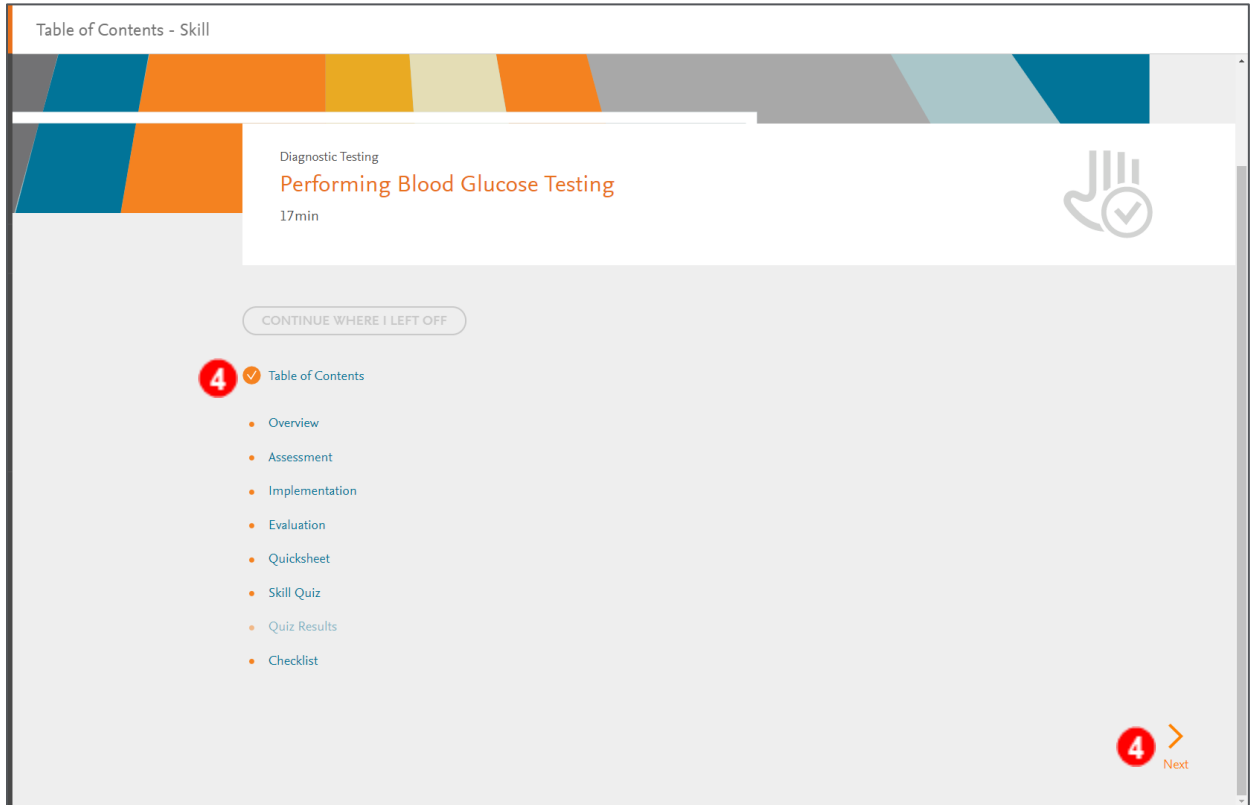 Table of Contents - Skill
Diagnostic Testing
Performing Blood Glucose Testing
17min
CONTINUE WHERE I LEFT OFF
4 Table of Contents
Overview
Assessment
Implementation
Evaluation
Quicksheet
Skill Quiz
Quiz Results
Checklist
4
Next